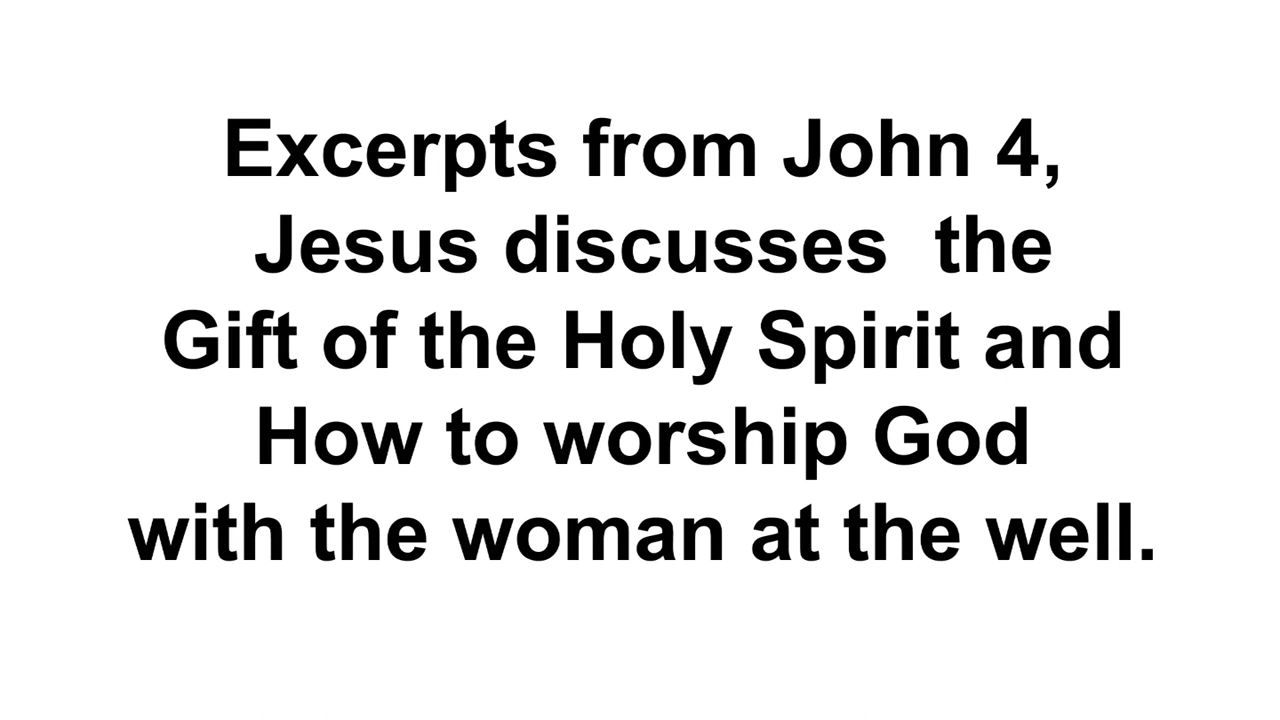 Excerpts from John 4,
Jesus discusses  the
Gift of the Holy Spirit and
How to worship God
with the woman at the well.